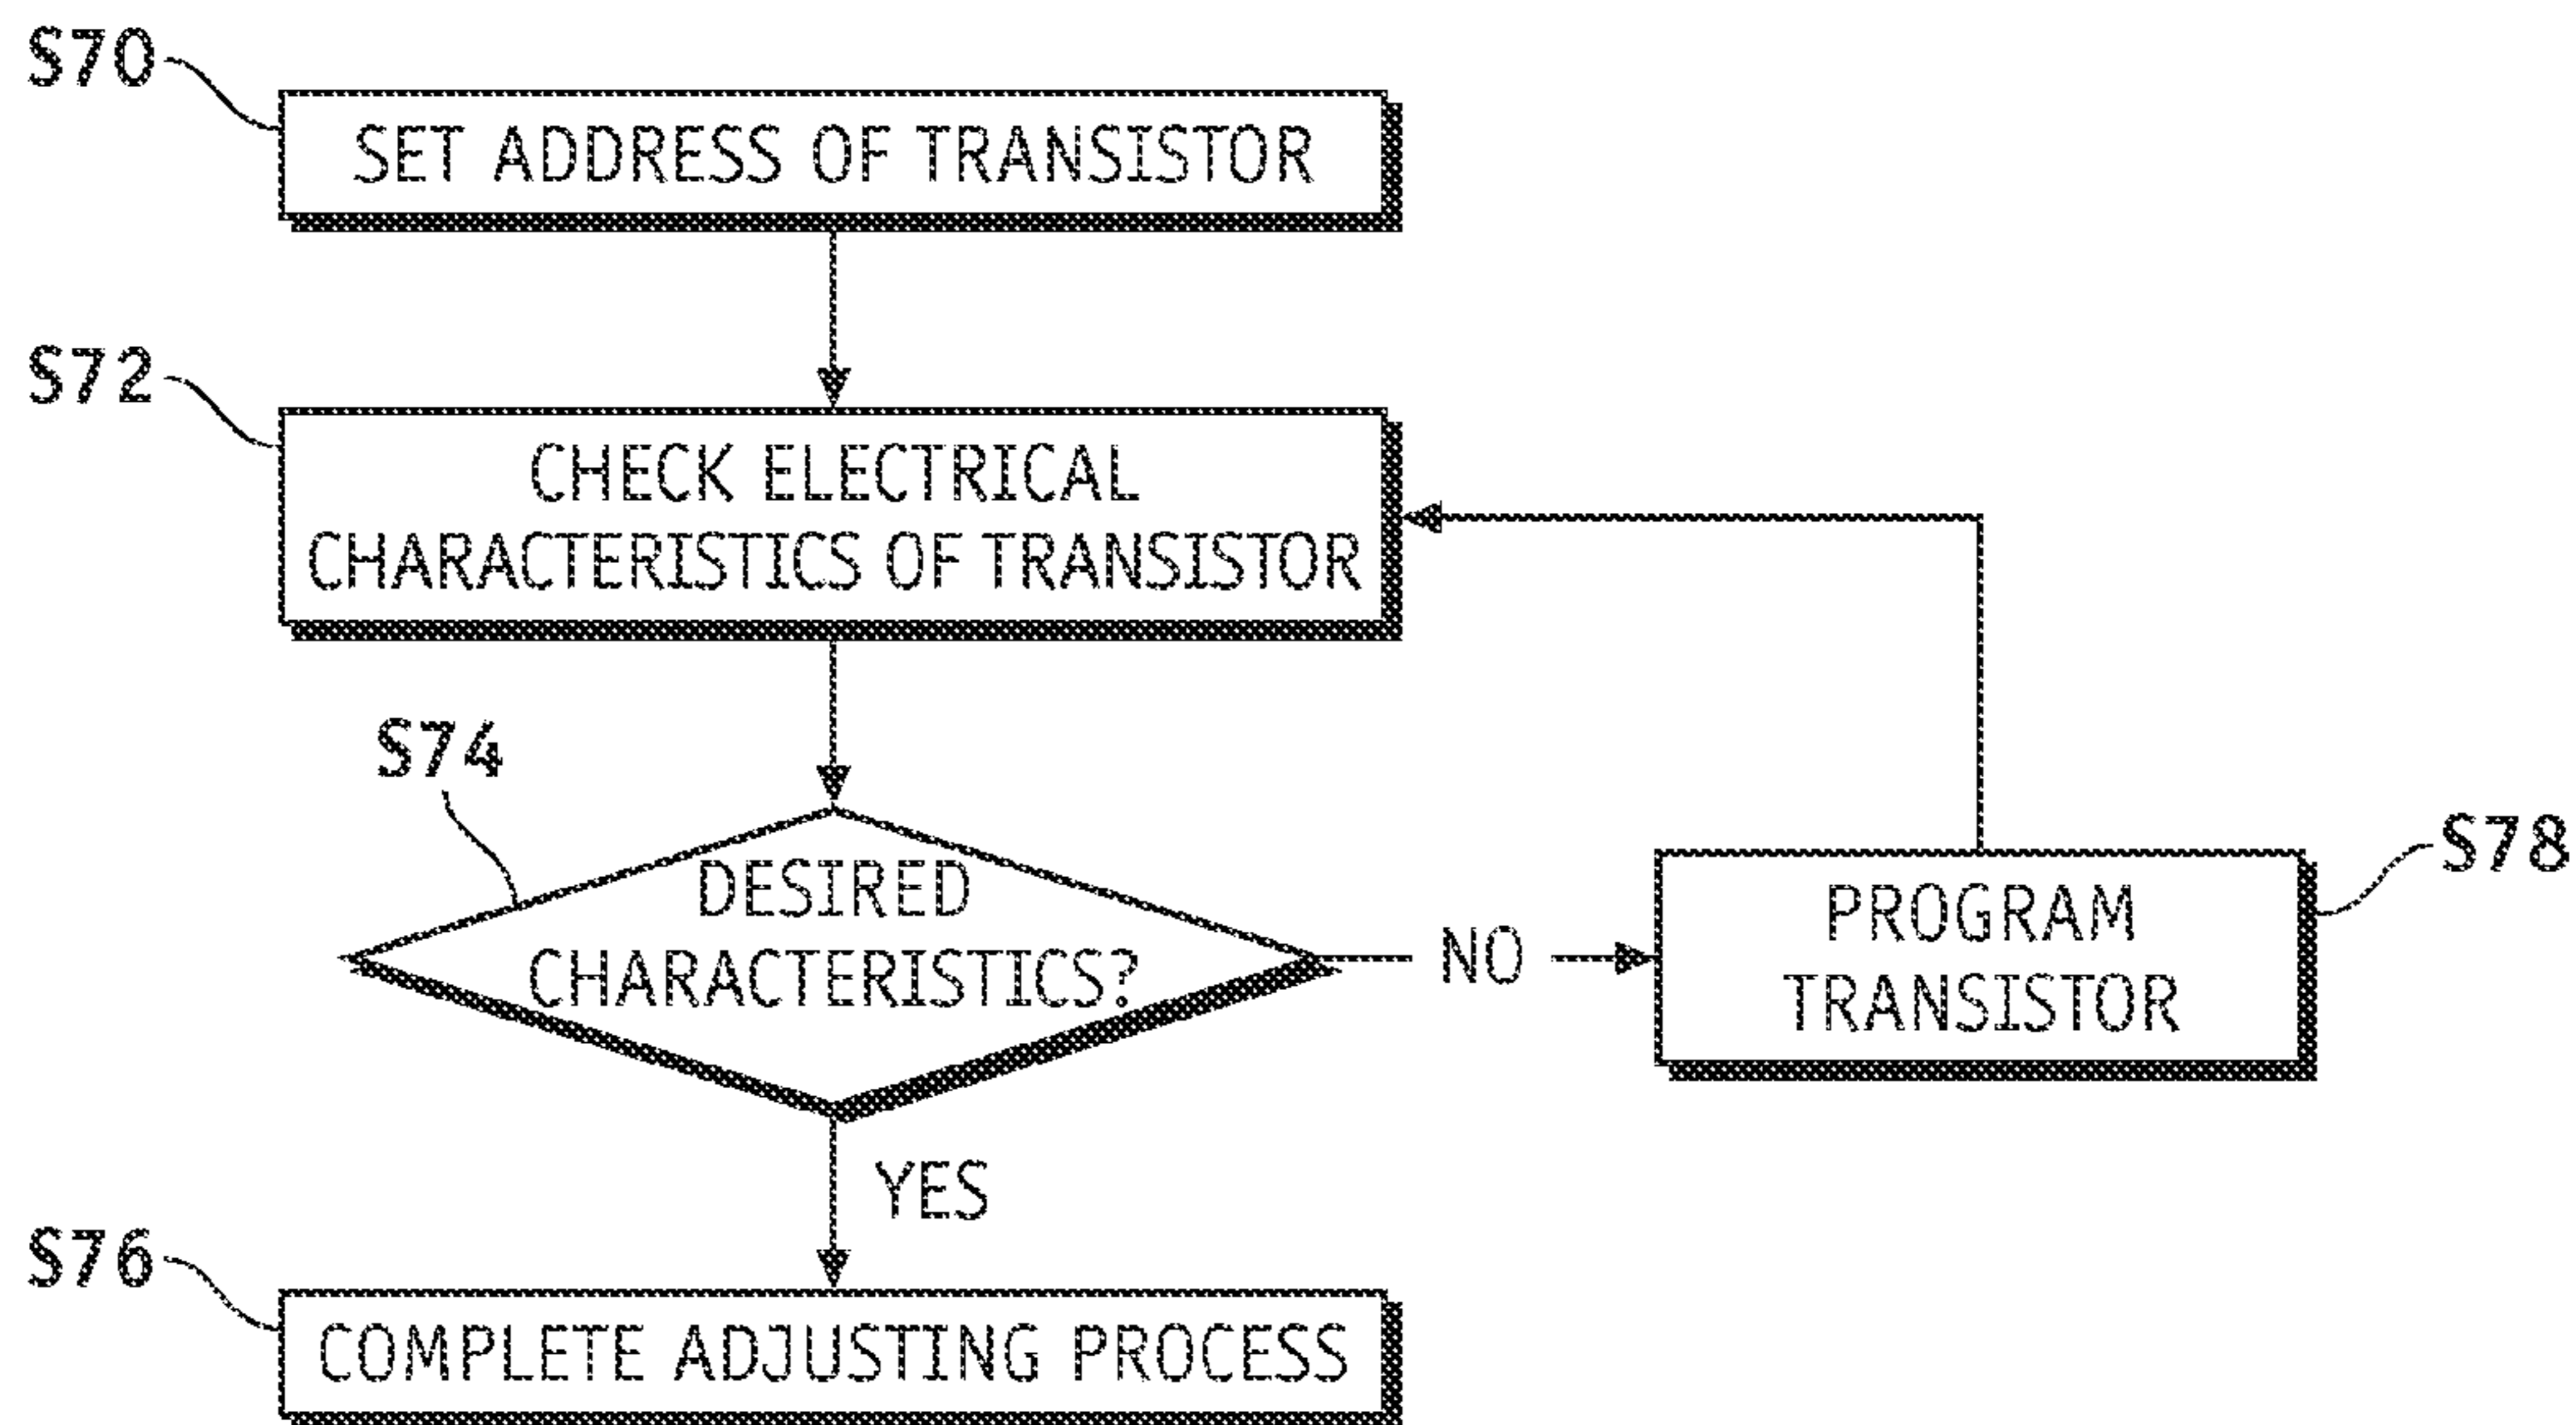 S70
SET ADDRESS OF TRANSISTOR
S72
CHECK ELECTRICAL
CHARACTERISTICS OF TRANSISTOR
S74
DESIRED
CHARACTERISTICS?
NO
S78
PROGRAM
TRANSISTOR
YES
S76
COMPLETE ADJUSTING PROCESS